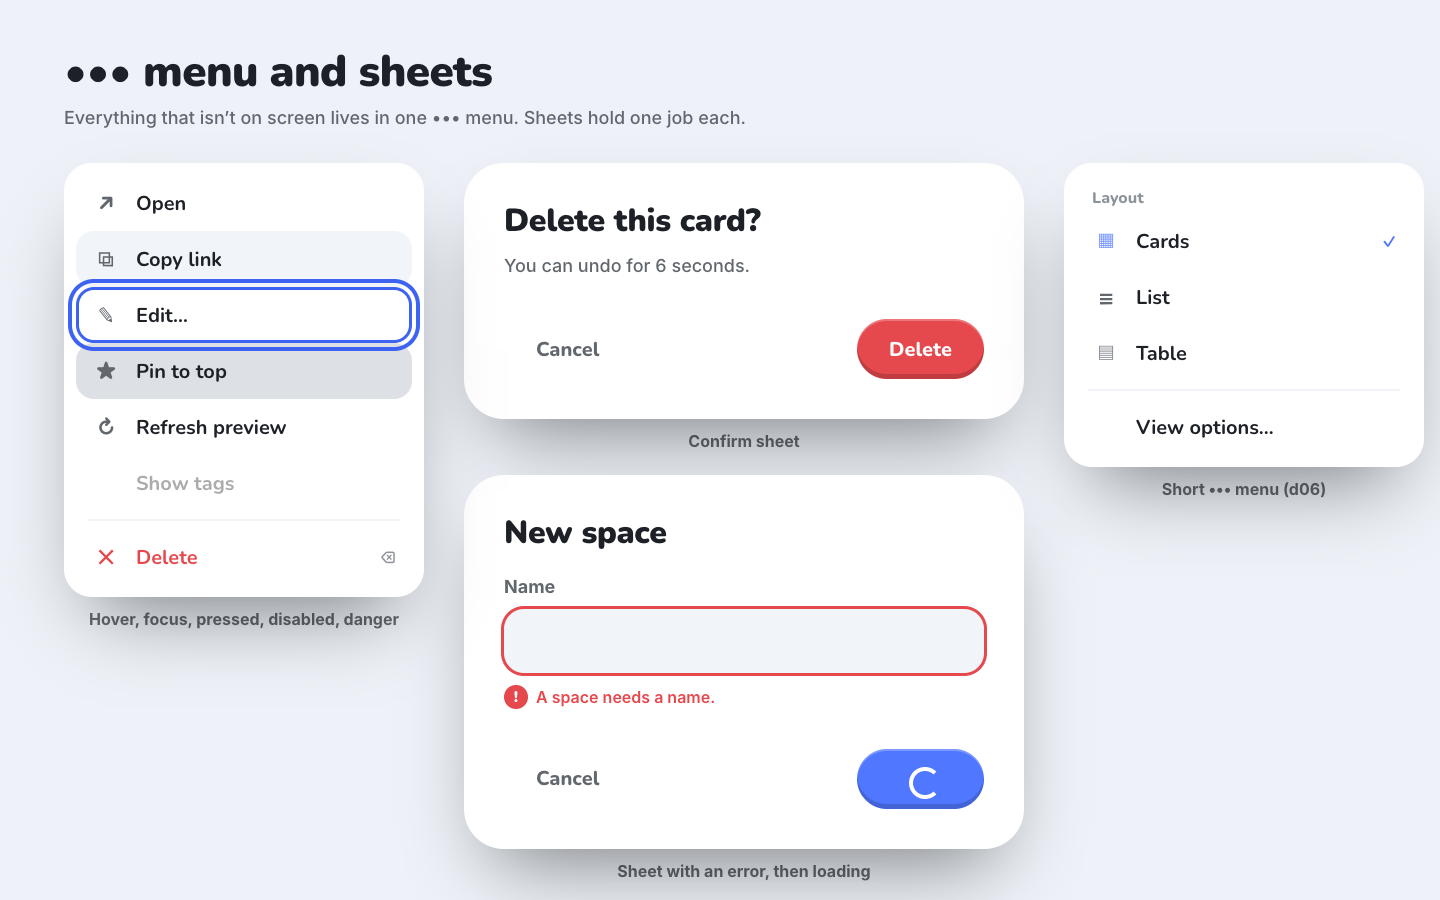 ••• menu and sheets
Everything that isn’t on screen lives in one ••• menu. Sheets hold one job each.
Open
Copy link
Edit…
Pin to top
Refresh preview
Show tags
Delete
Hover, focus, pressed, disabled, danger
Delete this card?
You can undo for 6 seconds.
Cancel
Delete
Confirm sheet
New space
Name
A space needs a name.
Cancel
Sheet with an error, then loading
Layout
Cards
List
Table
View options…
Short ••• menu (d06)